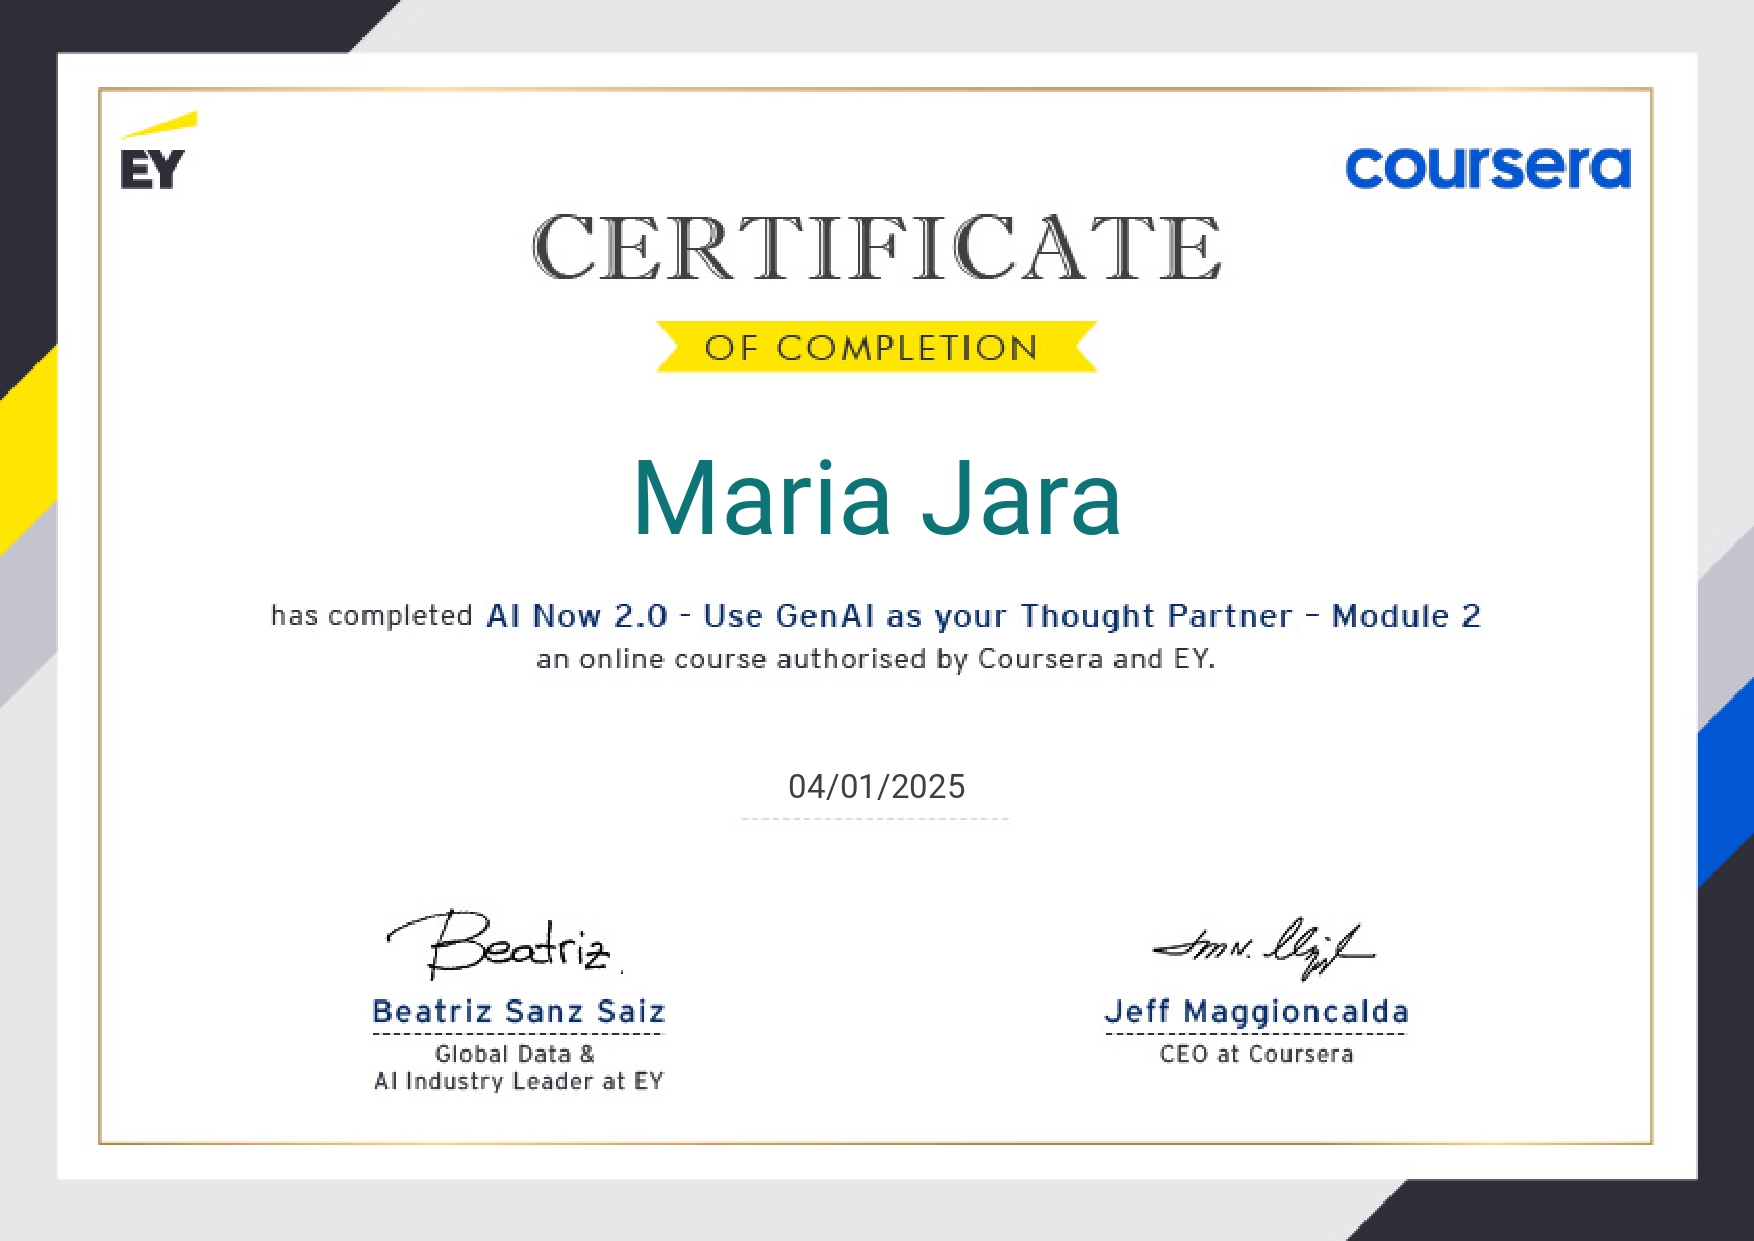 EY
coursera
CERTIFICATE
OF COMPLETION
Maria Jara
has completed AI Now 2.0 - Use GenAI as your Thought Partner – Module 2
an online course authorised by Coursera and EY.
04/01/2025
Beatriz
Beatriz Sanz Saiz
Jeff Maggioncalda
Global Data &
AI Industry Leader at EY
CEO at Coursera